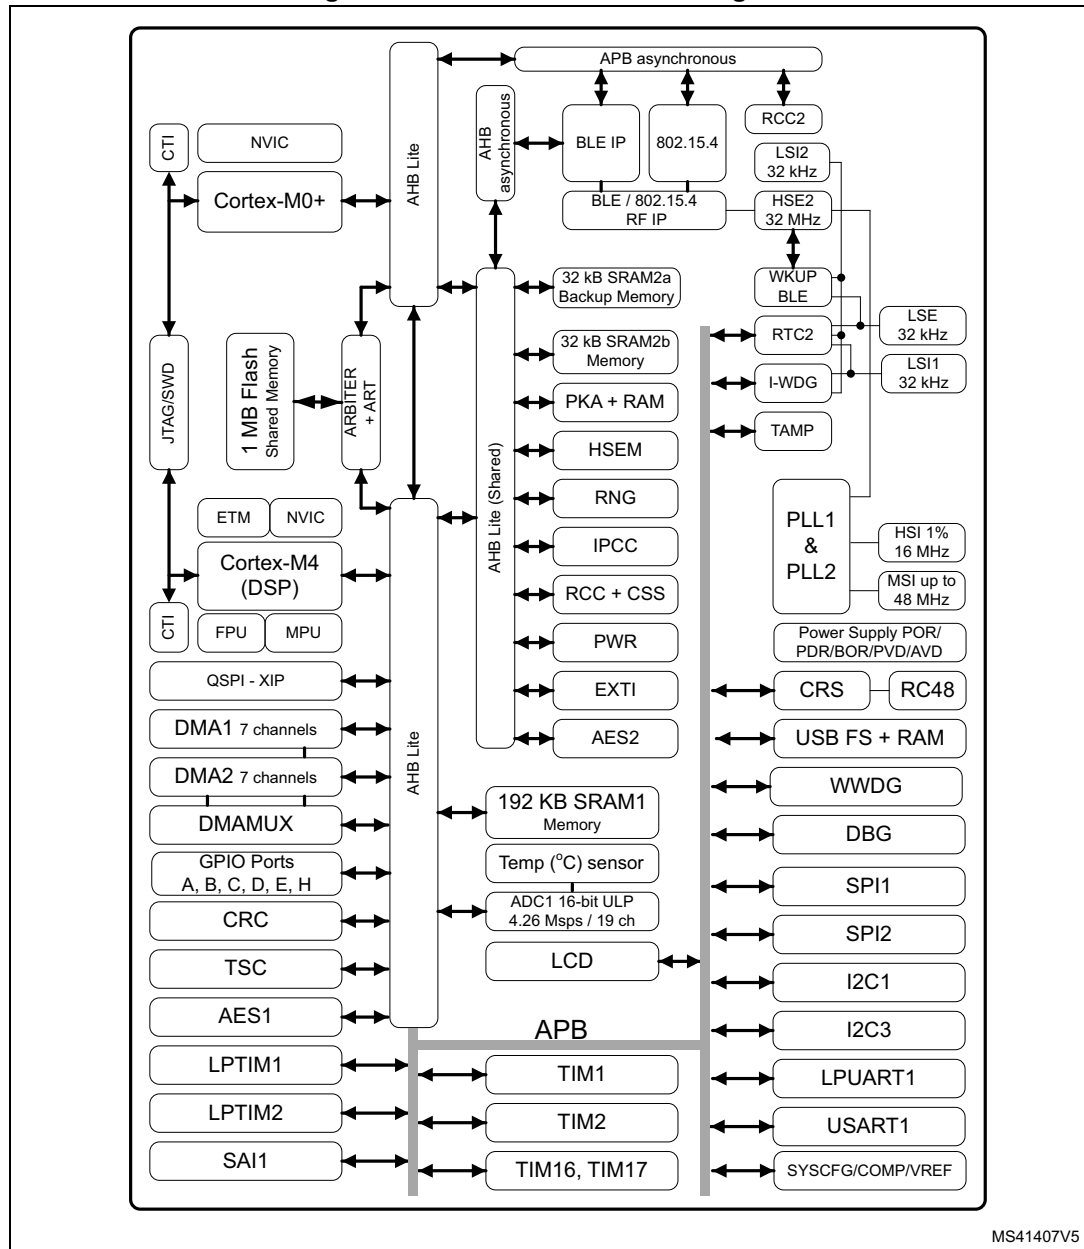 APB asynchronous
AHB Lite
AHB
asynchronous
BLE IP
802.15.4
RCC2
CTI
NVIC
LSI2
32 kHz
Cortex-M0+
BLE / 802.15.4
RF IP
HSE2
32 MHz
32 kB SRAM2a
Backup Memory
WKUP
BLE
LSE
32 kHz
RTC2
32 kB SRAM2b
Memory
LSI1
32 kHz
I-WDG
JTAG/SWD
1 MB Flash
Shared Memory
ARBITER
+ ART
PKA + RAM
TAMP
AHB Lite (Shared)
HSEM
RNG
ETM
NVIC
PLL1
&
PLL2
HSI 1%
16 MHz
IPCC
Cortex-M4
(DSP)
MSI up to
48 MHz
RCC + CSS
CTI
FPU
MPU
PWR
Power Supply POR/
PDR/BOR/PVD/AVD
QSPI - XIP
EXTI
CRS
RC48
DMA1 7 channels
AES2
USB FS + RAM
AHB Lite
DMA2 7 channels
WWDG
192 KB SRAM1
Memory
DMAMUX
DBG
Temp (°C) sensor
GPIO Ports
A, B, C, D, E, H
SPI1
ADC1 16-bit ULP
4.26 Msps / 19 ch
CRC
SPI2
LCD
TSC
I2C1
AES1
APB
I2C3
LPTIM1
TIM1
LPUART1
LPTIM2
TIM2
USART1
SAI1
TIM16, TIM17
SYSCFG/COMP/VREF
MS41407V5